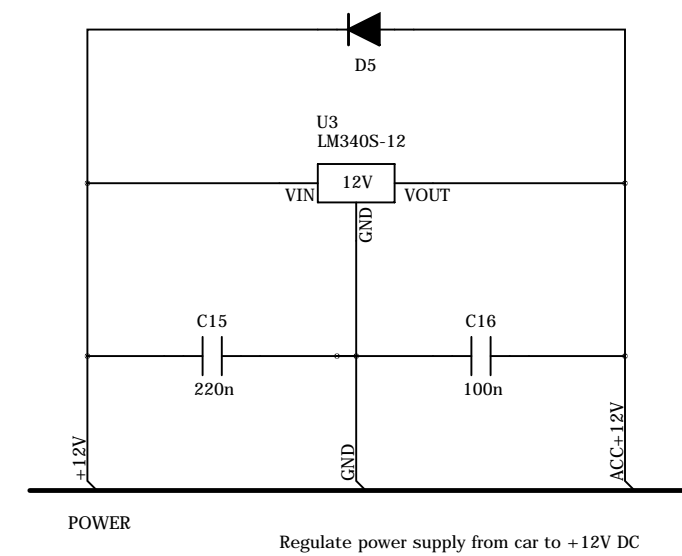 D5
U3
LM340S-12
12V
VIN
VOUT
GND
C15
C16
220n
100n
+12V
GND
ACC+12V
POWER
Regulate power supply from car to +12V DC